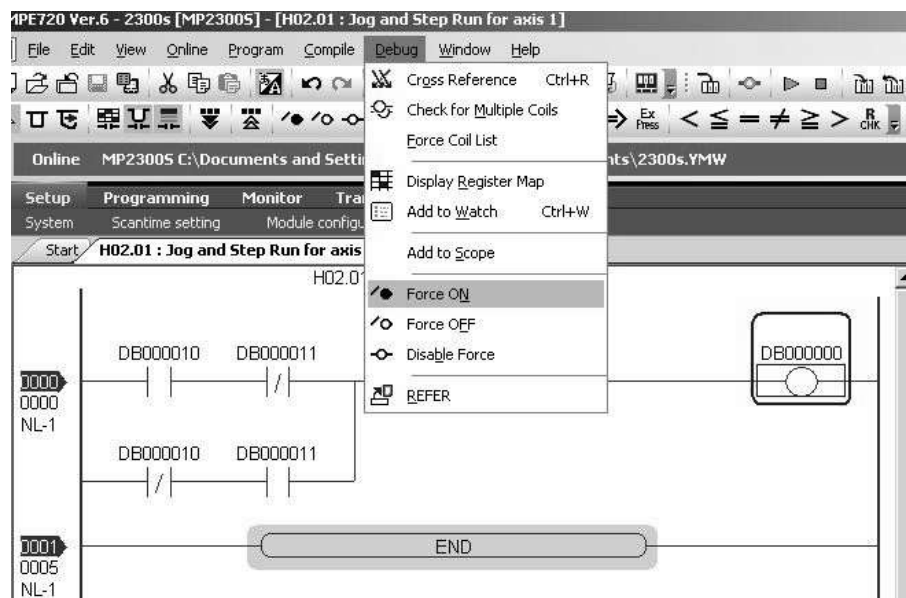 MPE720 Ver.6 - 2300s [MP2300S] - [H02.01 : Jog and Step Run for axis 1]
File Edit View Online Program Compile Debug Window Help
Cross Reference Ctrl+R
Check for Multiple Coils
Ex
Press
< ≦ = ≠ ≧ >
R
CHK
Force Coil List
Online MP2300S C:\Documents and Setti
nts\2300s.YMW
Display Register Map
Setup Programming Monitor Tra
Add to Watch Ctrl+W
System Scantime setting Module configu
Start H02.01 : Jog and Step Run for axis
Add to Scope
H02.01
Force ON
Force OFF
DB000010 DB000011
Disable Force
DB000000
0000
0000
NL-1
REFER
DB000010 DB000011
0001
END
0005
NL-1